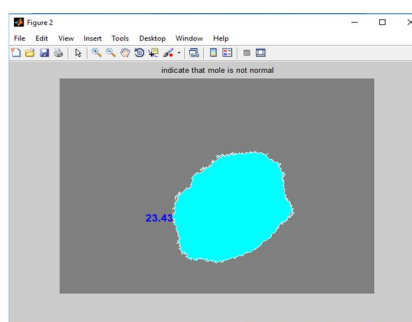 Figure 2
File Edit View Insert Tools Desktop Window Help
indicate that mole is not normal
23.43